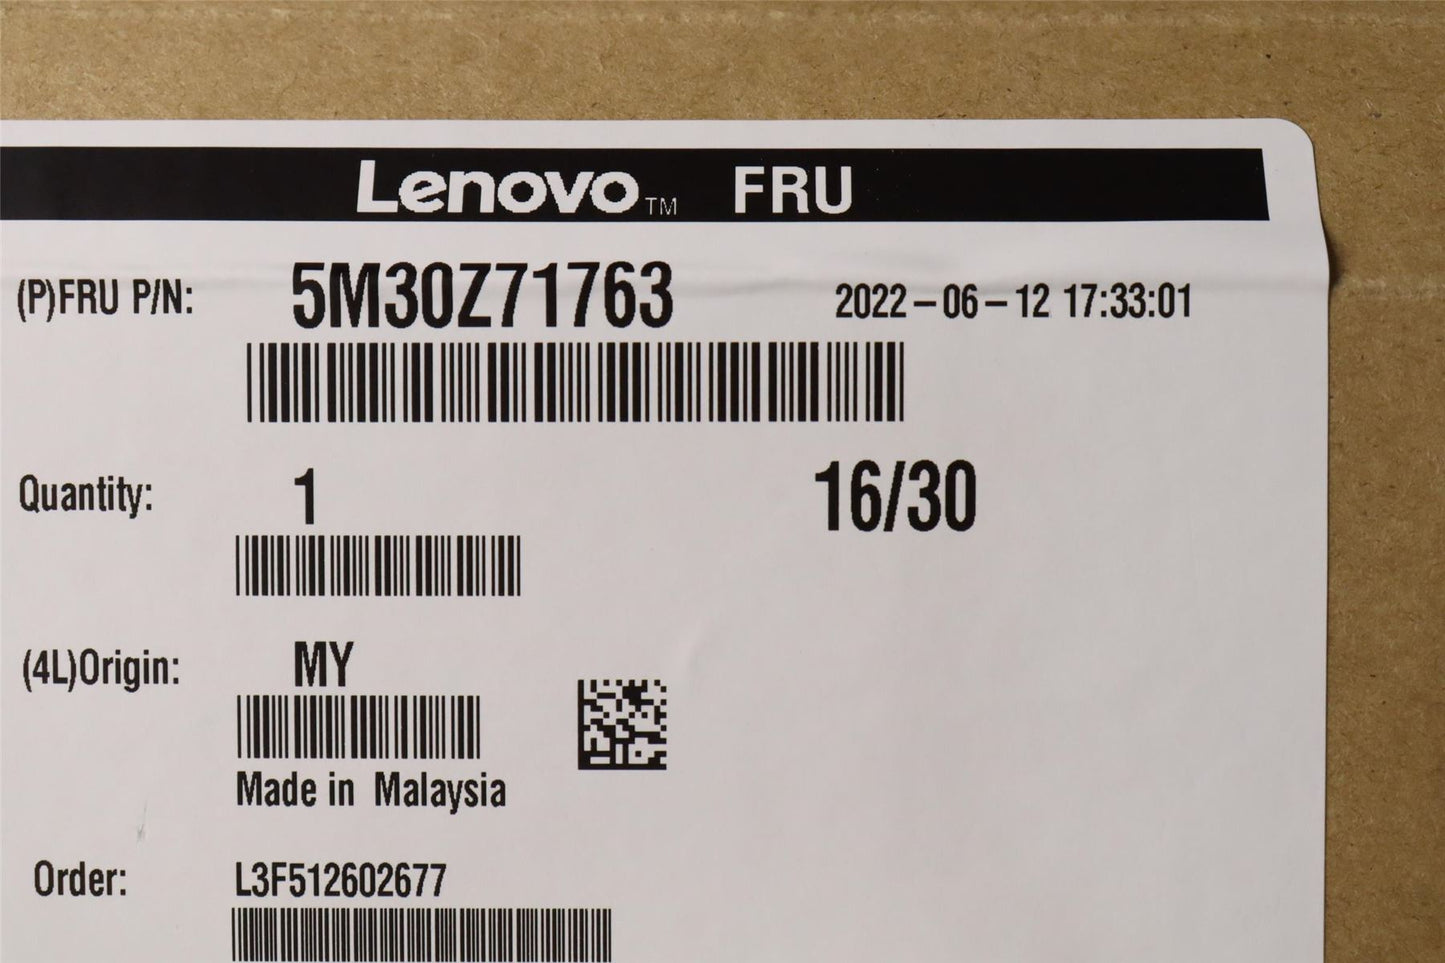 Lenovo™ FRU
(P)FRU P/N: 5M30Z71763 2022-06-12 17:33:01
Quantity: 1 16/30
(4L)Origin: MY
Made in Malaysia
Order: L3F512602677